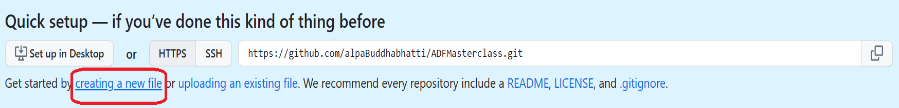 Quick setup — if you've done this kind of thing before
Set up in Desktop or HTTPS SSH https://github.com/alpaBuddhabhatti/ADFMasterclass.git
Get started by creating a new file or uploading an existing file. We recommend every repository include a README, LICENSE, and .gitignore.